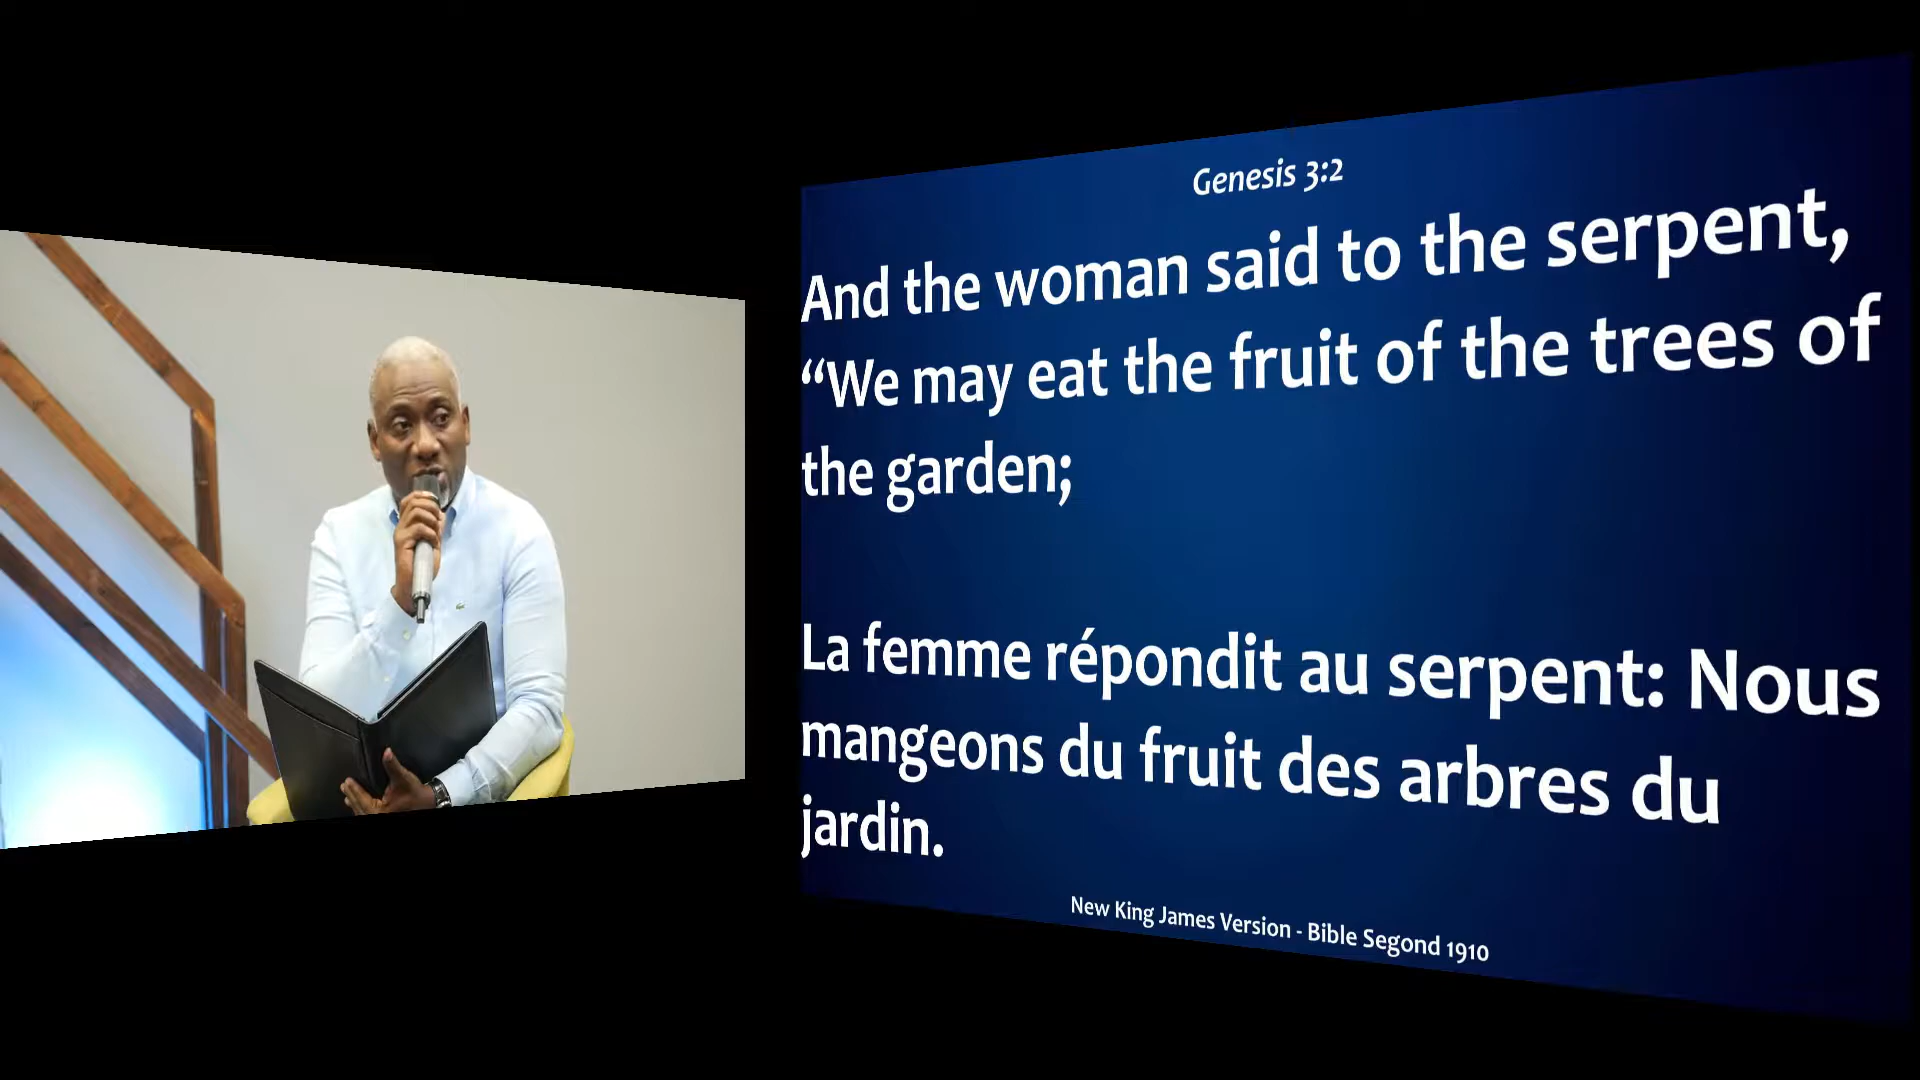 Genesis 3:2
And the woman said to the serpent,
“We may eat the fruit of the trees of
the garden;
La femme répondit au serpent: Nous
mangeons du fruit des arbres du
jardin.
New King James Version - Bible Segond 1910